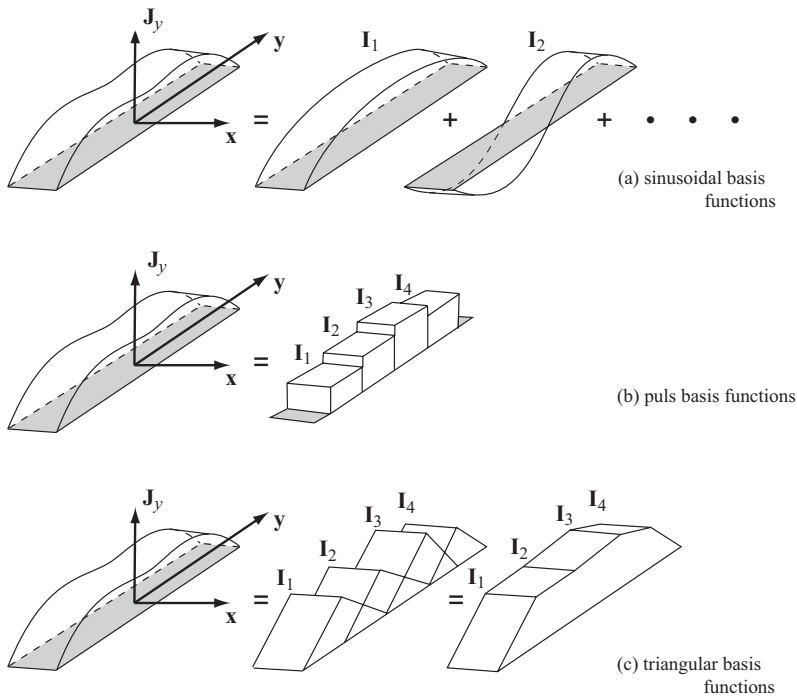 J_y
y
x
=
I_1
+
I_2
+ • • •
(a) sinusoidal basis
functions
J_y
y
x
=
I_1
I_2
I_3
I_4
(b) puls basis functions
J_y
y
x
=
I_1
I_2
I_3
I_4
=
I_1
I_2
I_3
I_4
(c) triangular basis
functions